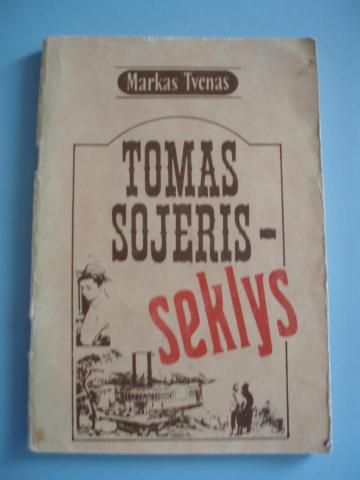 Markas Tvenas
TOMAS
SOJERIS-
seklys